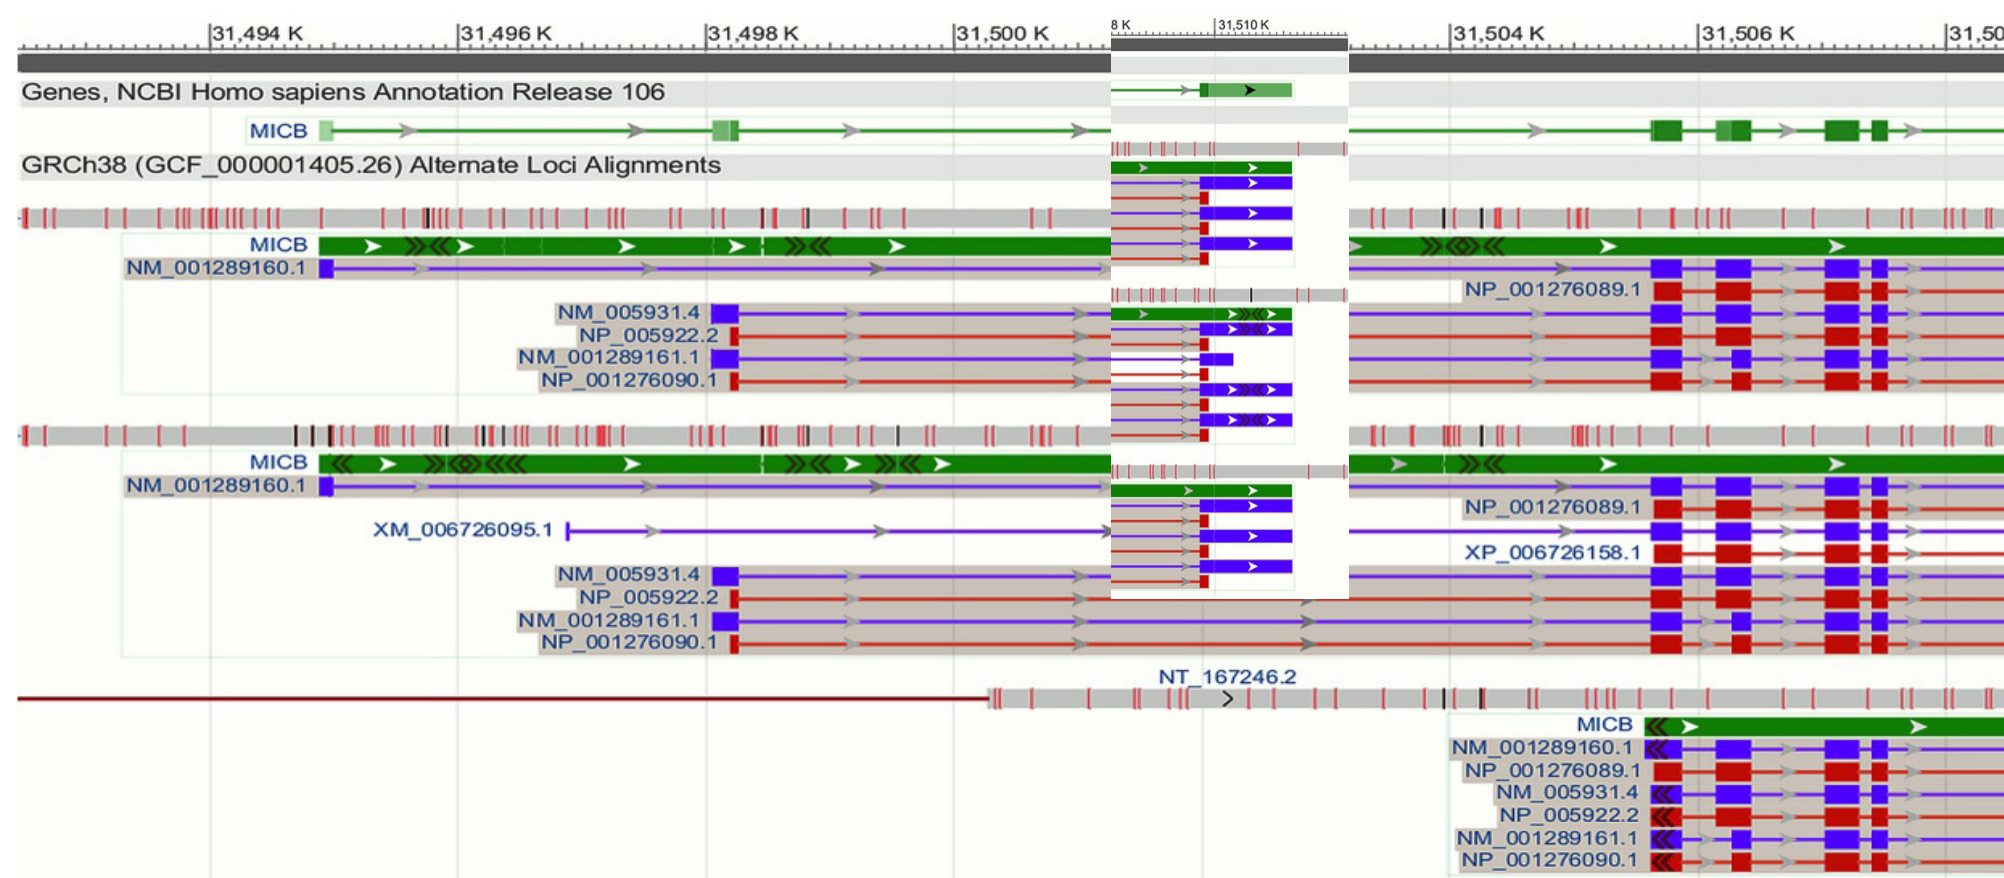 31,494 K 31,496 K 31,498 K 31,500 K 8 K 31,510 K 31,504 K 31,506 K 31,50
Genes, NCBI Homo sapiens Annotation Release 106
MICB
GRCh38 (GCF_000001405.26) Alternate Loci Alignments
MICB
NM_001289160.1
NP_001276089.1
NM_005931.4
NP_005922.2
NM_001289161.1
NP_001276090.1
MICB
NM_001289160.1
NP_001276089.1
XM_006726095.1
XP_006726158.1
NM_005931.4
NP_005922.2
NM_001289161.1
NP_001276090.1
NT_167246.2
MICB
NM_001289160.1
NP_001276089.1
NM_005931.4
NP_005922.2
NM_001289161.1
NP_001276090.1